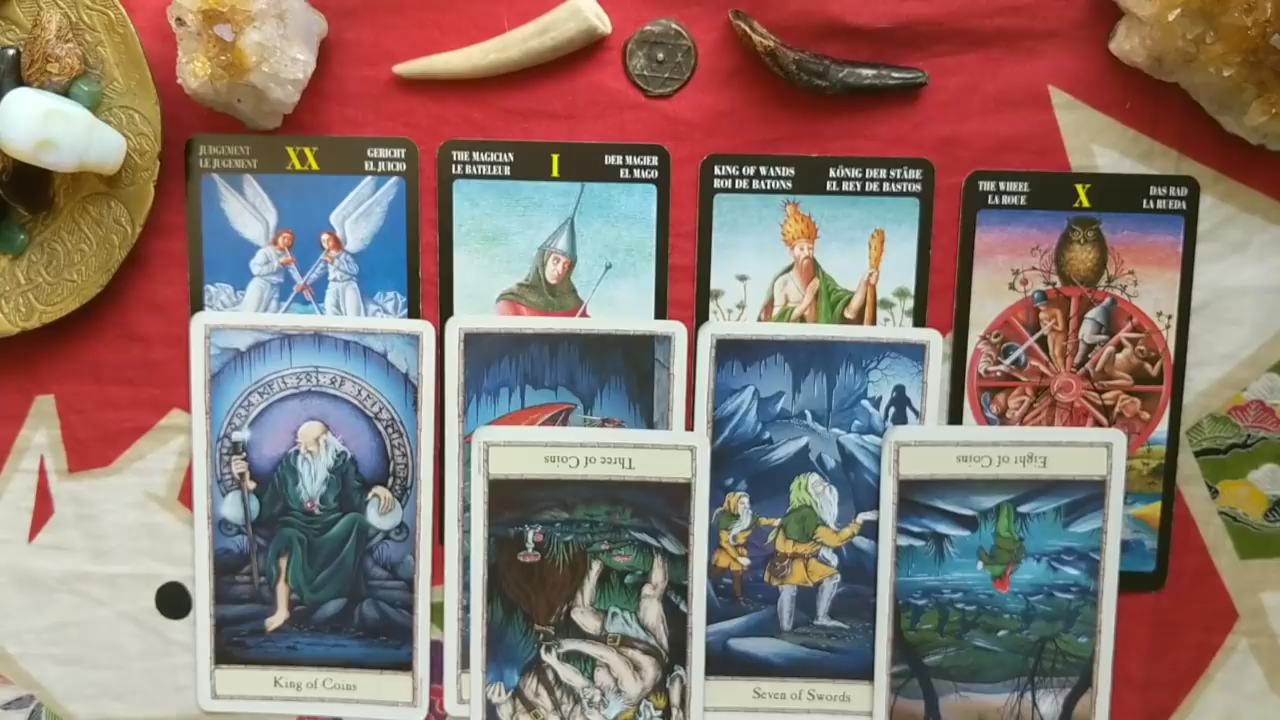 JUDGEMENT XX GERICHT
LE JUGEMENT EL JUICIO
THE MAGICIAN I DER MAGIER
LE BATELEUR EL MAGO
KING OF WANDS KÖNIG DER STÄBE
ROI DE BATONS EL REY DE BASTOS
THE WHEEL X DAS RAD
LA ROUE LA RUEDA
Three of Coins
Eight of Coins
King of Coins
Seven of Swords